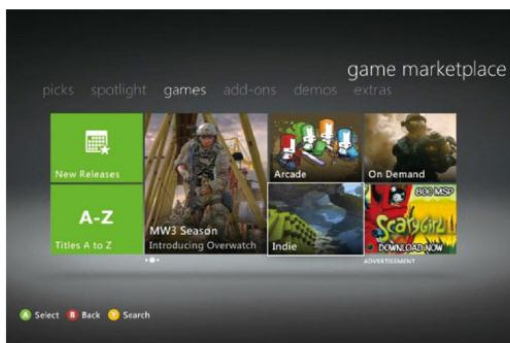 game marketplace
picks spotlight games add-ons demos extras
New Releases
A-Z
Titles A to Z
MW3 Season
Introducing Overwatch
Arcade
Indie
On Demand
800 MSP
Scarygirl
DOWNLOAD NOW
ADVERTISEMENT
A Select B Back Y Search